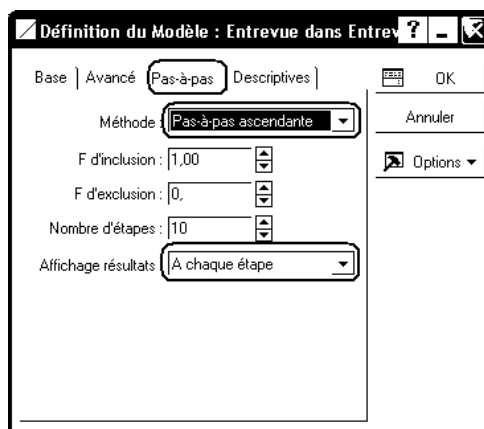 Définition du Modèle : Entrevue dans Entrev ?
Base Avancé Pas-à-pas Descriptives
OK
Annuler
Options
Méthode : Pas-à-pas ascendante
F d'inclusion : 1,00
F d'exclusion : 0,
Nombre d'étapes : 10
Affichage résultats : A chaque étape